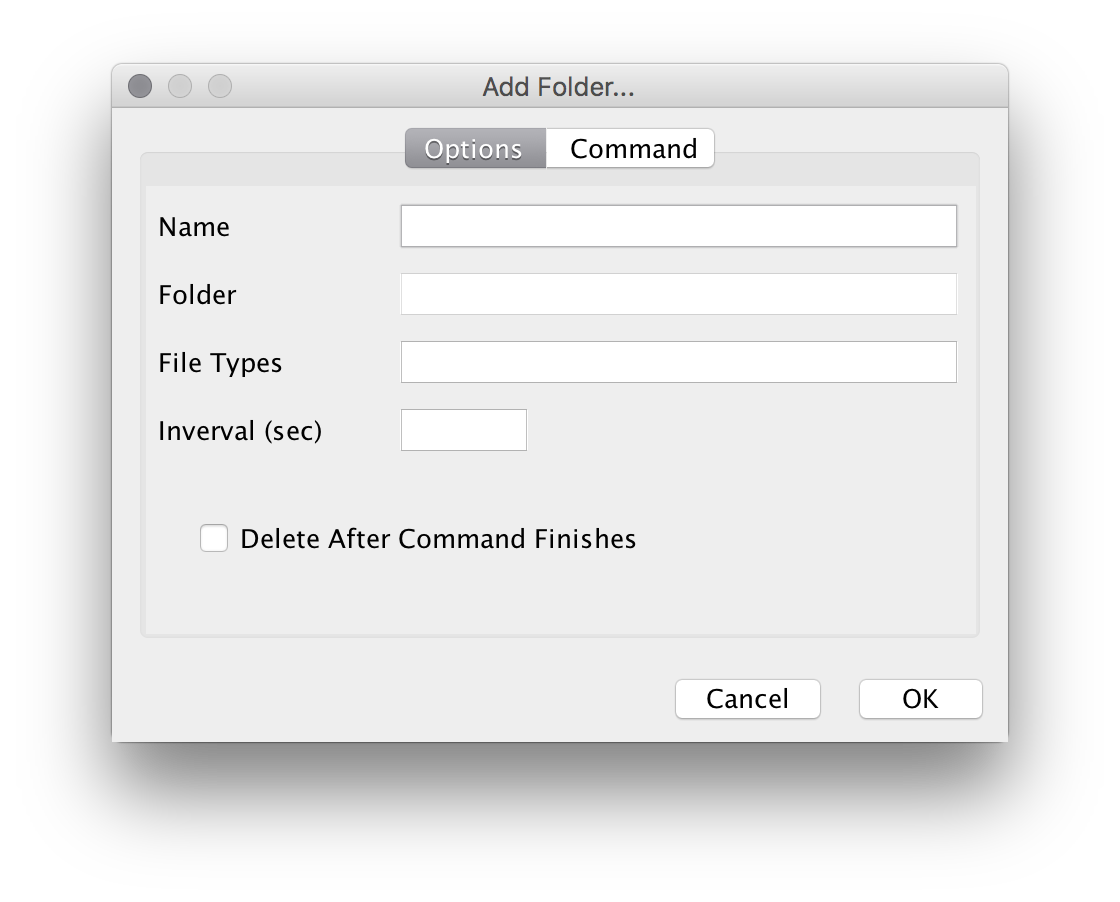 Add Folder...
Options Command
Name
Folder
File Types
Inverval (sec)
Delete After Command Finishes
Cancel OK